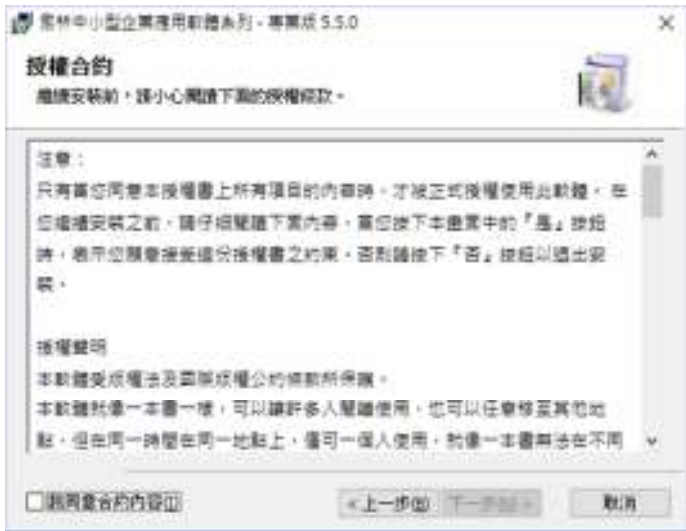 中小型企業應用軟體系列 - 專業版 5.5.0
授權合約
繼續安裝前，請小心閱讀下面的授權條款。
注意：
只有當您同意本授權書上所有項目的內容時，才被正式授權使用此軟體。在
您繼續安裝之前，請仔細閱讀下面內容，當您按下本畫面中的『是』按鈕
時，表示您願意接受這份授權書之約束，否則請按下『否』按鈕以退出安
裝。
授權聲明
本軟體受版權法及國際版權公約條款所保護。
本軟體就像一本書一樣，可以讓許多人閱讀使用，也可以任意移至其他地
點，但在同一時間在同一地點上，僅可一個人使用，就像一本書無法在不同
我同意合約內容(I)
< 上一步(B)
下一步(N) >
取消